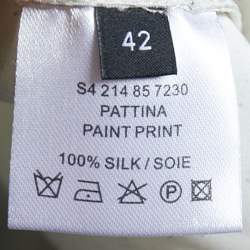 42
S4 214 85 7230
PATTINA
PAINT PRINT
100% SILK / SOIE
P